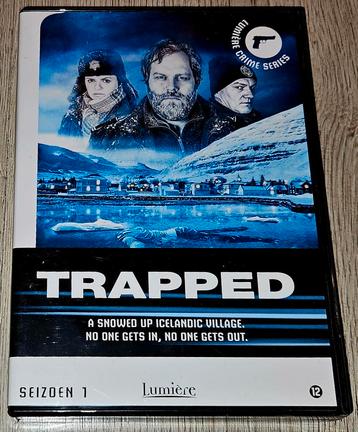 LUMIÈRE CRIME SERIES
TRAPPED
A SNOWED UP ICELANDIC VILLAGE.
NO ONE GETS IN, NO ONE GETS OUT.
SEIZOEN 1
Lumière
12